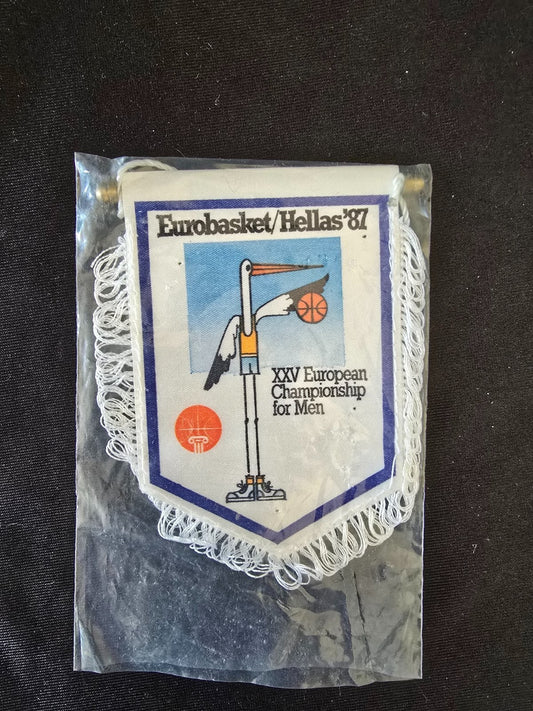 Eurobasket/Hellas'87
XXV European
Championship
for Men